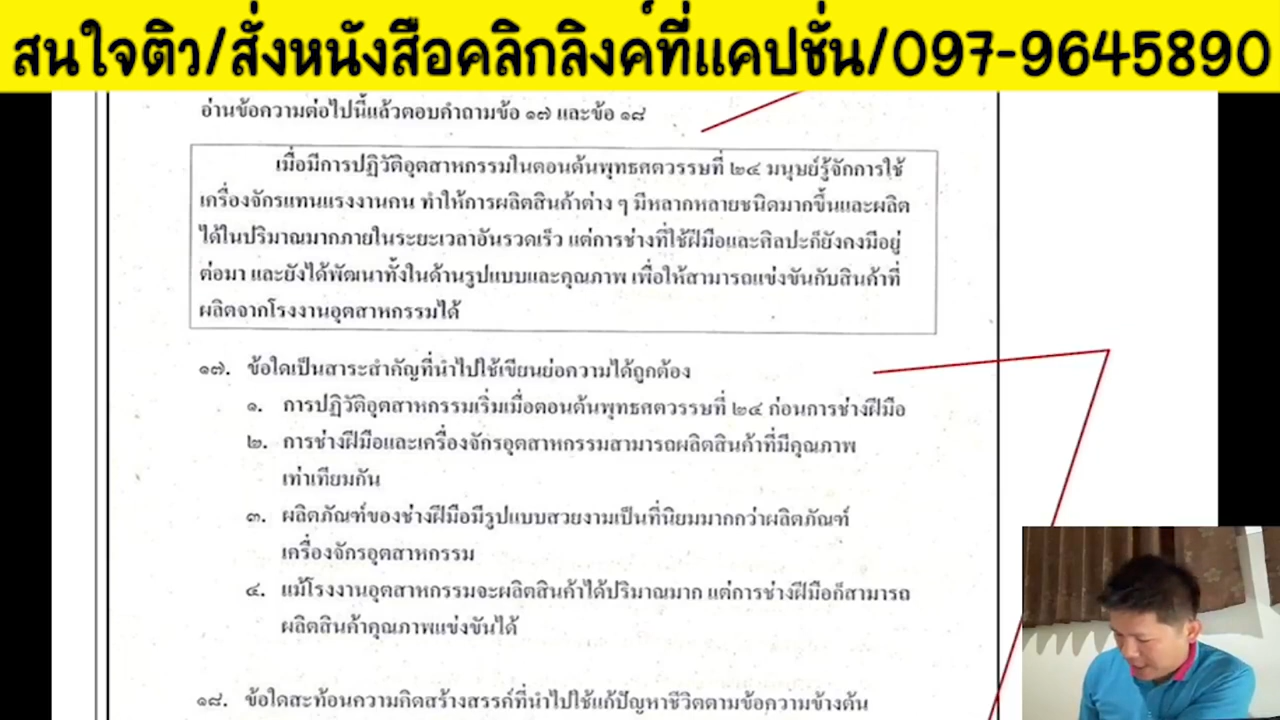 สนใจติว/สั่งหนังสือคลิกลิงค์ที่แคปชั่น/097-9645890
อ่านข้อความต่อไปนี้แล้วตอบคำถามข้อ ๑๗ และข้อ ๑๘
เมื่อมีการปฏิวัติอุตสาหกรรมในตอนต้นพุทธศตวรรษที่ ๒๔ มนุษย์รู้จักการใช้
เครื่องจักรแทนแรงงานคน ทำให้การผลิตสินค้าต่าง ๆ มีหลากหลายชนิดมากขึ้นและผลิต
ได้ในปริมาณมากภายในระยะเวลาอันรวดเร็ว แต่การช่างที่ใช้ฝีมือและศิลปะก็ยังคงมีอยู่
ต่อมา และยังได้พัฒนาทั้งในด้านรูปแบบและคุณภาพ เพื่อให้สามารถแข่งขันกับสินค้าที่
ผลิตจากโรงงานอุตสาหกรรมได้
๑๗. ข้อใดเป็นสาระสำคัญที่นำไปใช้เขียนย่อความได้ถูกต้อง
๑. การปฏิวัติอุตสาหกรรมเริ่มเมื่อตอนต้นพุทธศตวรรษที่ ๒๔ ก่อนการช่างฝีมือ
๒. การช่างฝีมือและเครื่องจักรอุตสาหกรรมสามารถผลิตสินค้าที่มีคุณภาพ
เท่าเทียมกัน
๓. ผลิตภัณฑ์ของช่างฝีมือมีรูปแบบสวยงามเป็นที่นิยมมากกว่าผลิตภัณฑ์
เครื่องจักรอุตสาหกรรม
๔. แม้โรงงานอุตสาหกรรมจะผลิตสินค้าได้ปริมาณมาก แต่การช่างฝีมือก็สามารถ
ผลิตสินค้าคุณภาพแข่งขันได้
๑๘. ข้อใดสะท้อนความคิดสร้างสรรค์ที่นำไปใช้แก้ปัญหาชีวิตตามข้อความข้างต้น